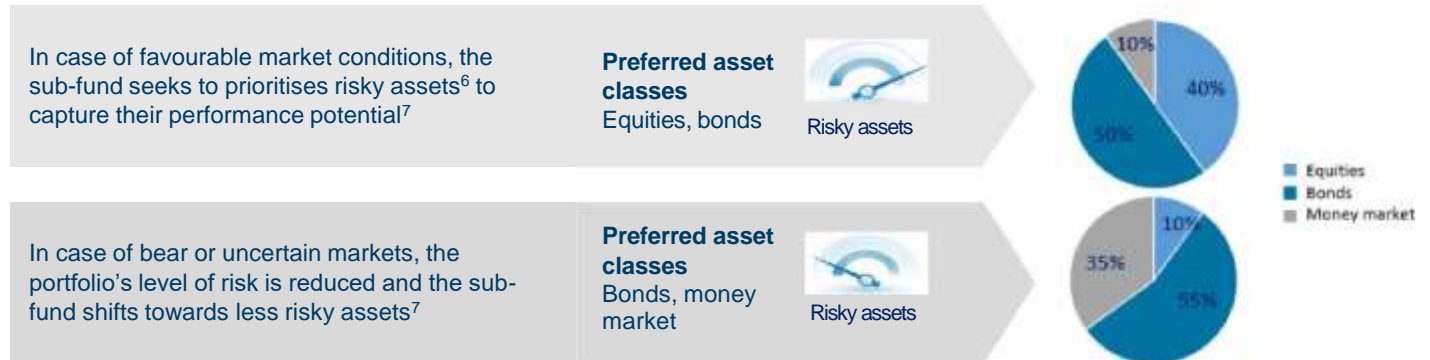 In case of favourable market conditions, the
sub-fund seeks to prioritises risky assets6 to
capture their performance potential7
Preferred asset
classes
Equities, bonds
Risky assets
10%
40%
50%
Equities
Bonds
Money market
In case of bear or uncertain markets, the
portfolio's level of risk is reduced and the sub-
fund shifts towards less risky assets7
Preferred asset
classes
Bonds, money
market
Risky assets
10%
35%
55%